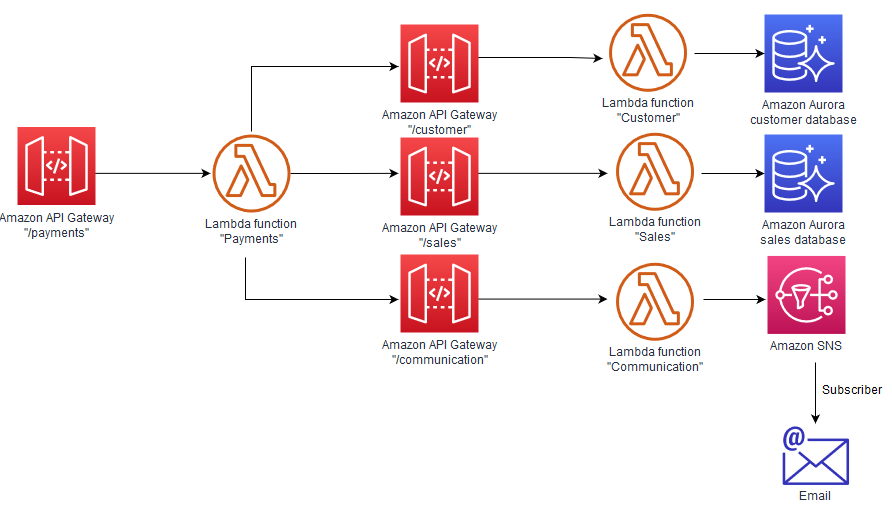 Amazon API Gateway
"/payments"
Lambda function
"Payments"
Amazon API Gateway
"/customer"
Lambda function
"Customer"
Amazon Aurora
customer database
Amazon API Gateway
"/sales"
Lambda function
"Sales"
Amazon Aurora
sales database
Amazon API Gateway
"/communication"
Lambda function
"Communication"
Amazon SNS
Subscriber
Email